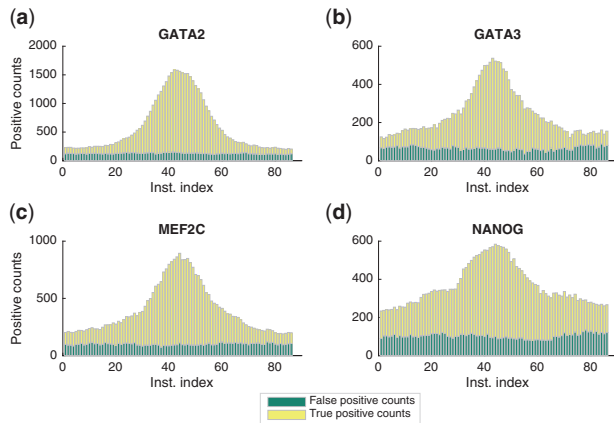 (a)
GATA2
2000
1500
1000
500
0
Positive counts
0 20 40 60 80
Inst. index
(b)
GATA3
600
400
200
0
0 20 40 60 80
Inst. index
(c)
MEF2C
1000
500
0
Positive counts
0 20 40 60 80
Inst. index
(d)
NANOG
600
400
200
0
0 20 40 60 80
Inst. index
False positive counts
True positive counts